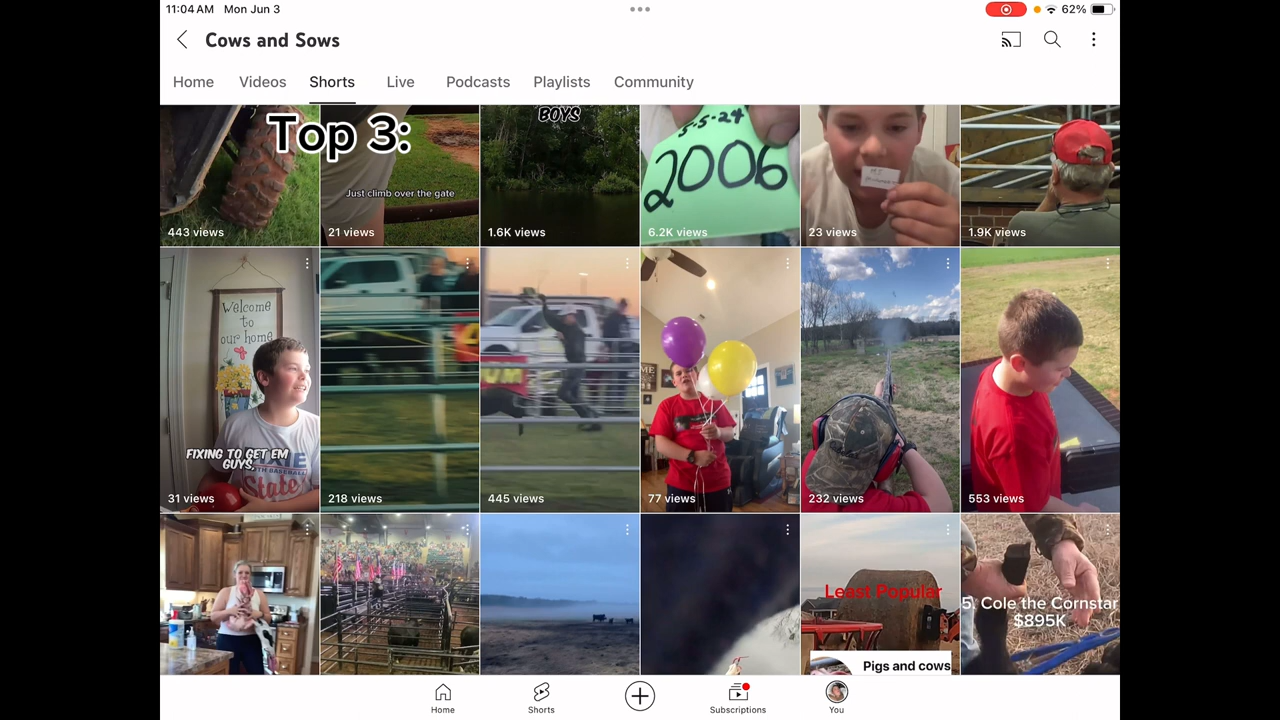 11:04 AM Mon Jun 3
62%
Cows and Sows
Home Videos Shorts Live Podcasts Playlists Community
Top 3:
BOYS
5-5-24
2006
Just climb over the gate
443 views
21 views
1.6K views
6.2K views
23 views
1.9K views
Welcome
to
our home
FIXING TO GET EM
GUYS,
State
31 views
218 views
445 views
77 views
232 views
553 views
Least Popular
Pigs and cows
5. Cole the Cornstar
$895K
Home
Shorts
Subscriptions
You